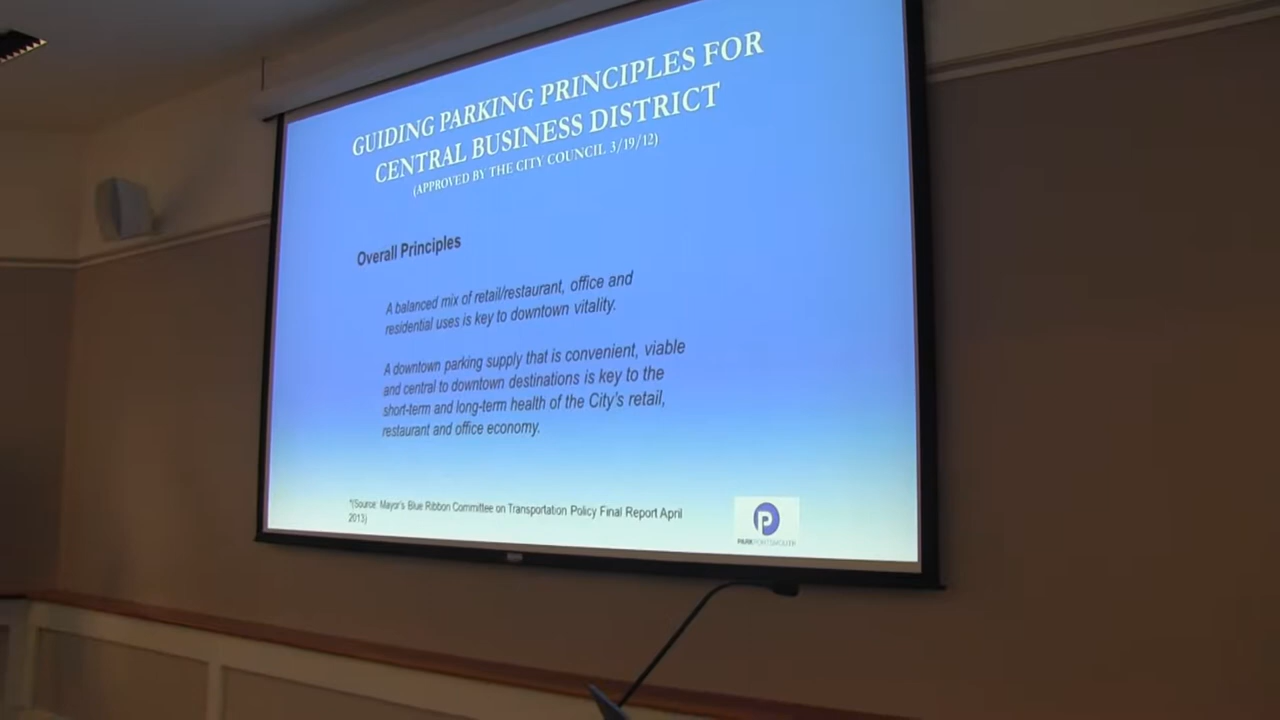 GUIDING PARKING PRINCIPLES FOR
CENTRAL BUSINESS DISTRICT
(APPROVED BY THE CITY COUNCIL 3/19/12)
Overall Principles
A balanced mix of retail/restaurant, office and
residential uses is key to downtown vitality.
A downtown parking supply that is convenient, viable
and central to downtown destinations is key to the
short-term and long-term health of the City's retail,
restaurant and office economy.
*(Source: Mayor's Blue Ribbon Committee on Transportation Policy Final Report April
2013)
P
PARKPORTSMOUTH